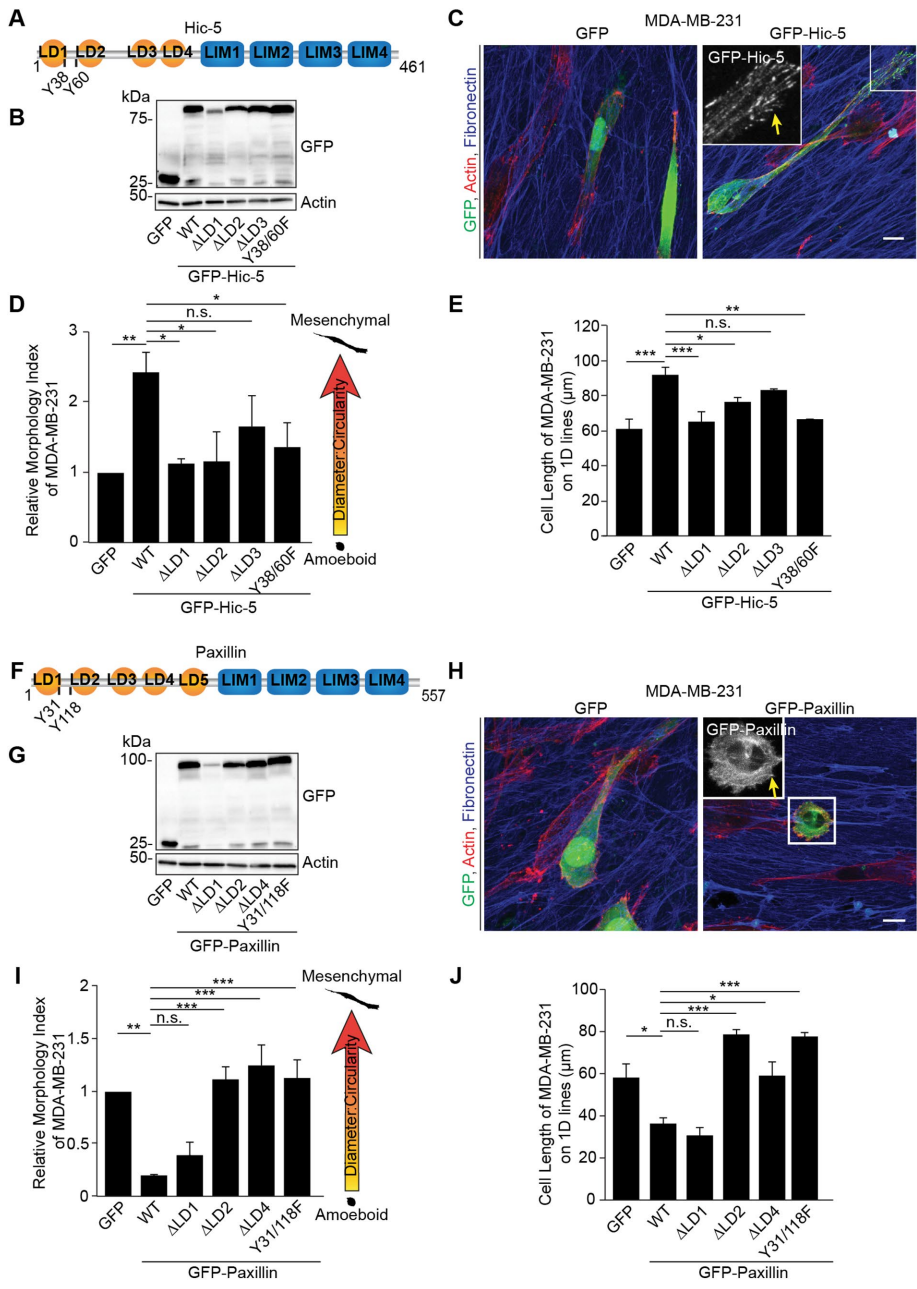 A
Hic-5
LD1 LD2 LD3 LD4 LIM1 LIM2 LIM3 LIM4
1 461
Y38 Y60
B
kDa
75-
25-
50-
GFP
Actin
GFP WT ΔLD1 ΔLD2 ΔLD3 Y38/60F
GFP-Hic-5
C
MDA-MB-231
GFP GFP-Hic-5
GFP-Hic-5
GFP, Actin, Fibronectin
D
Relative Morphology Index
of MDA-MB-231
3
2
1
0
*
n.s.
*
** *
Mesenchymal
Diameter:Circularity
Amoeboid
GFP WT ΔLD1 ΔLD2 ΔLD3 Y38/60F
GFP-Hic-5
E
Cell Length of MDA-MB-231
on 1D lines (µm)
120
100
80
60
40
20
0
**
n.s.
*
*** ***
GFP WT ΔLD1 ΔLD2 ΔLD3 Y38/60F
GFP-Hic-5
F
Paxillin
LD1 LD2 LD3 LD4 LD5 LIM1 LIM2 LIM3 LIM4
1 557
Y31 Y118
G
kDa
100-
25-
50-
GFP
Actin
GFP WT ΔLD1 ΔLD2 ΔLD4 Y31/118F
GFP-Paxillin
H
MDA-MB-231
GFP GFP-Paxillin
GFP-Paxillin
GFP, Actin, Fibronectin
I
Relative Morphology Index
of MDA-MB-231
2
1.5
1
0.5
0
***
***
***
** n.s.
Mesenchymal
Diameter:Circularity
Amoeboid
GFP WT ΔLD1 ΔLD2 ΔLD4 Y31/118F
GFP-Paxillin
J
Cell Length of MDA-MB-231
on 1D lines (µm)
100
80
60
40
20
0
***
*
***
* n.s.
GFP WT ΔLD1 ΔLD2 ΔLD4 Y31/118F
GFP-Paxillin